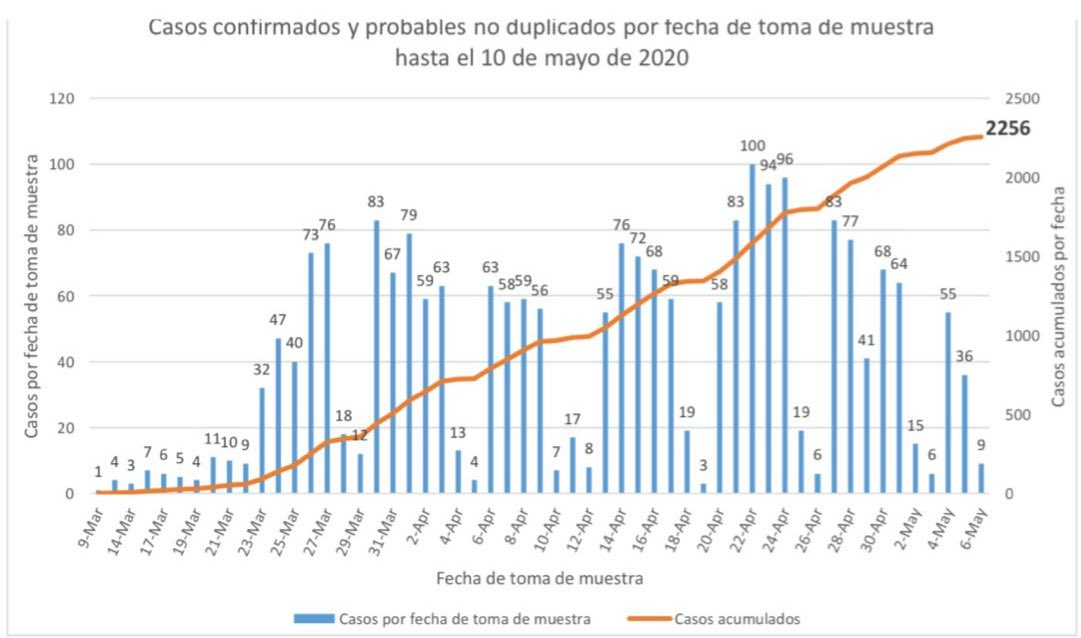 Casos confirmados y probables no duplicados por fecha de toma de muestra
hasta el 10 de mayo de 2020
120
100
80
60
40
20
0
Casos por fecha de toma de muestra
1
4
3
7
6
5
4
11
10
9
32
47
40
73
76
18
12
83
67
79
59
63
13
4
63
58
59
56
7
17
8
55
76
72
68
59
19
3
58
83
100
94
96
19
6
83
77
41
68
64
15
6
55
36
9
2256
2500
2000
1500
1000
500
0
Casos acumulados por fecha
9-Mar
14-Mar
17-Mar
19-Mar
21-Mar
23-Mar
25-Mar
27-Mar
29-Mar
31-Mar
2-Apr
4-Apr
6-Apr
8-Apr
10-Apr
12-Apr
14-Apr
16-Apr
18-Apr
20-Apr
22-Apr
24-Apr
26-Apr
28-Apr
30-Apr
2-May
4-May
6-May
Fecha de toma de muestra
Casos por fecha de toma de muestra
Casos acumulados